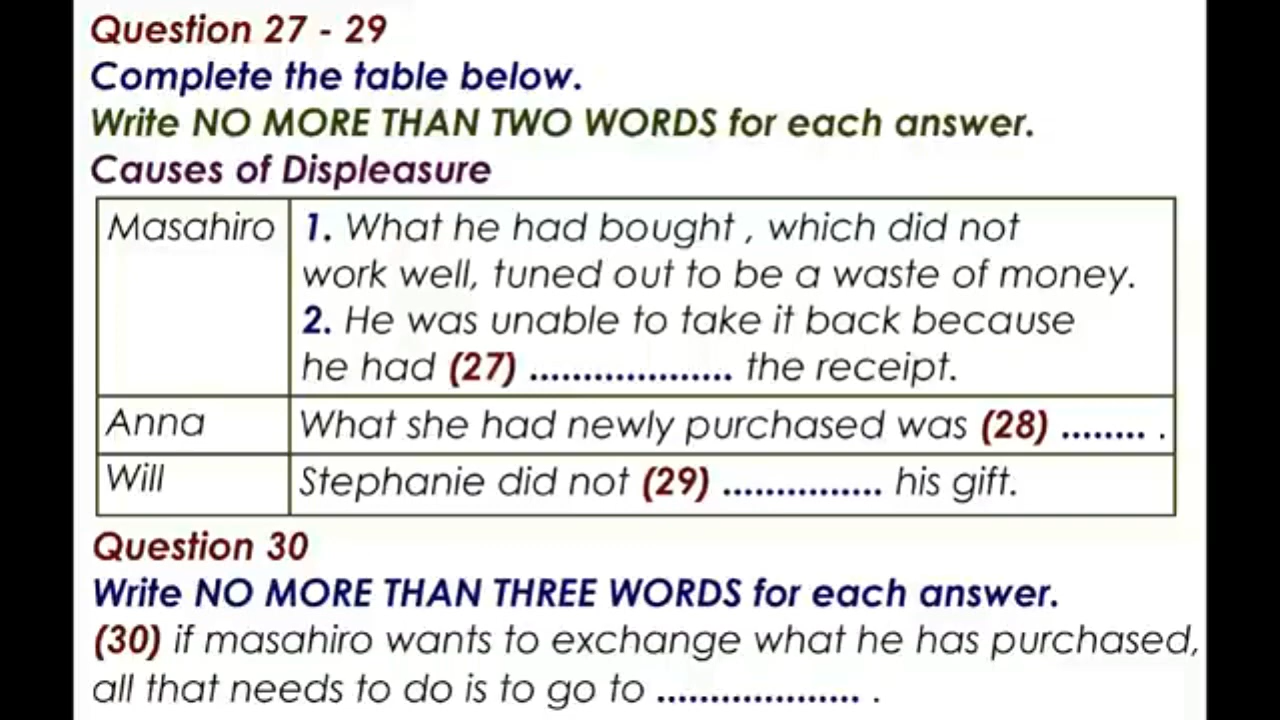 Question 27 - 29
Complete the table below.
Write NO MORE THAN TWO WORDS for each answer.
Causes of Displeasure
Masahiro
1. What he had bought , which did not
work well, tuned out to be a waste of money.
2. He was unable to take it back because
he had (27) ................... the receipt.
Anna
What she had newly purchased was (28) ........ .
Will
Stephanie did not (29) ............... his gift.
Question 30
Write NO MORE THAN THREE WORDS for each answer.
(30) if masahiro wants to exchange what he has purchased,
all that needs to do is to go to ................... .